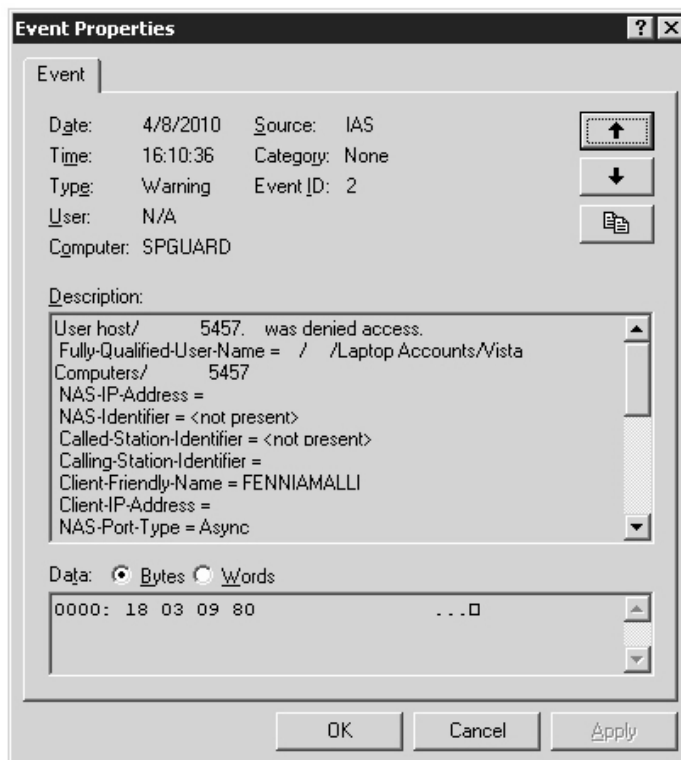 Event Properties
Event
Date: 4/8/2010 Source: IAS
Time: 16:10:36 Category: None
Type: Warning Event ID: 2
User: N/A
Computer: SPGUARD
Description:
User host/ 5457. was denied access.
Fully-Qualified-User-Name = / /Laptop Accounts/Vista
Computers/ 5457
NAS-IP-Address =
NAS-Identifier = <not present>
Called-Station-Identifier = <not present>
Calling-Station-Identifier =
Client-Friendly-Name = FENNIAMALLI
Client-IP-Address =
NAS-Port-Type = Async
Data: Bytes Words
0000: 18 03 09 80 ...□
OK Cancel Apply